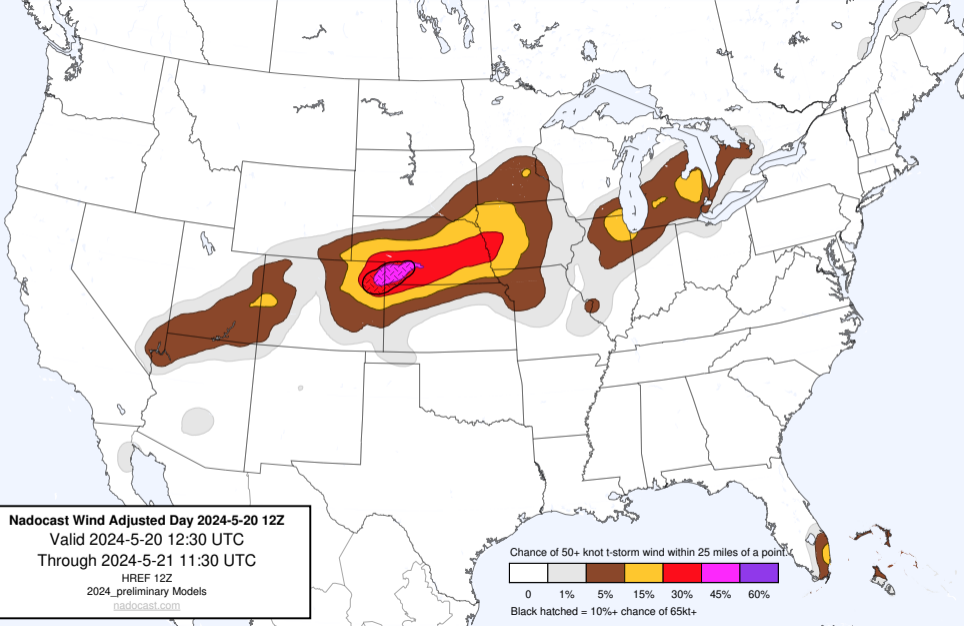 Nadocast Wind Adjusted Day 2024-5-20 12Z
Valid 2024-5-20 12:30 UTC
Through 2024-5-21 11:30 UTC
HREF 12Z
2024_preliminary Models
nadocast.com
Chance of 50+ knot t-storm wind within 25 miles of a point.
0 1% 5% 15% 30% 45% 60%
Black hatched = 10%+ chance of 65kt+